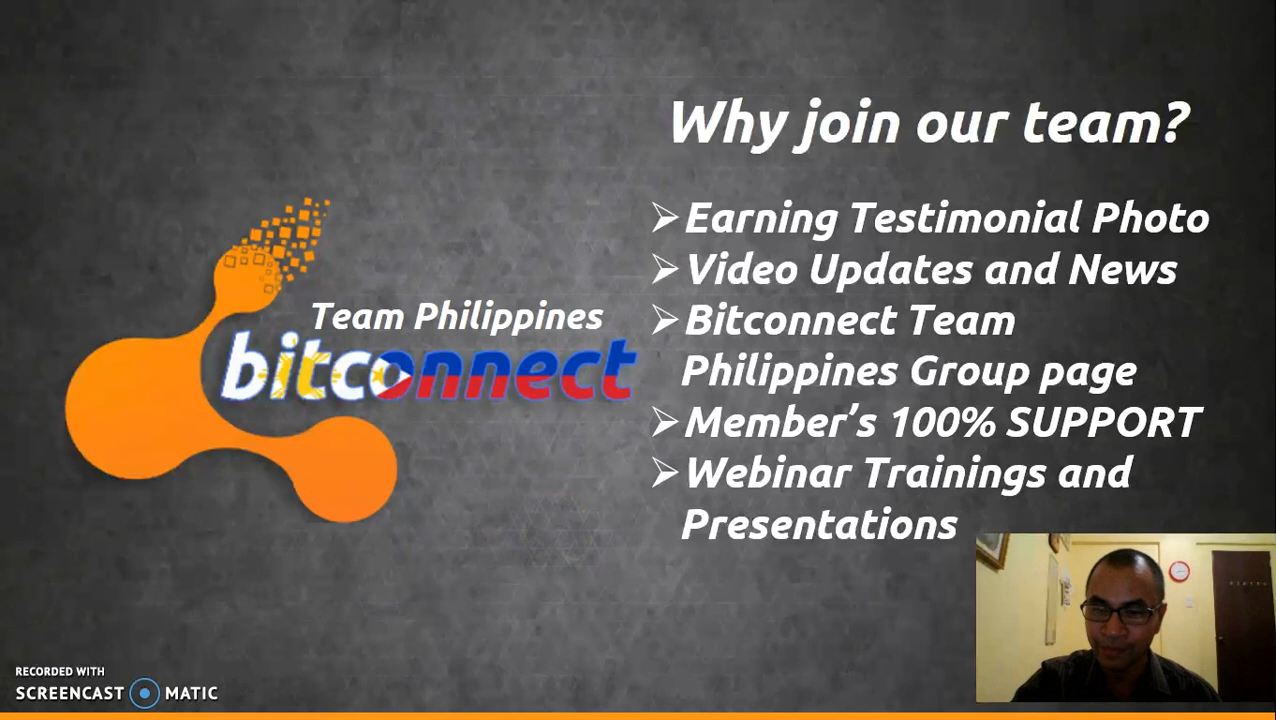 Why join our team?
Earning Testimonial Photo
Video Updates and News
Team Philippines
bitconnect
Bitconnect Team
Philippines Group page
Member’s 100% SUPPORT
Webinar Trainings and
Presentations
RECORDED WITH
SCREENCAST MATIC